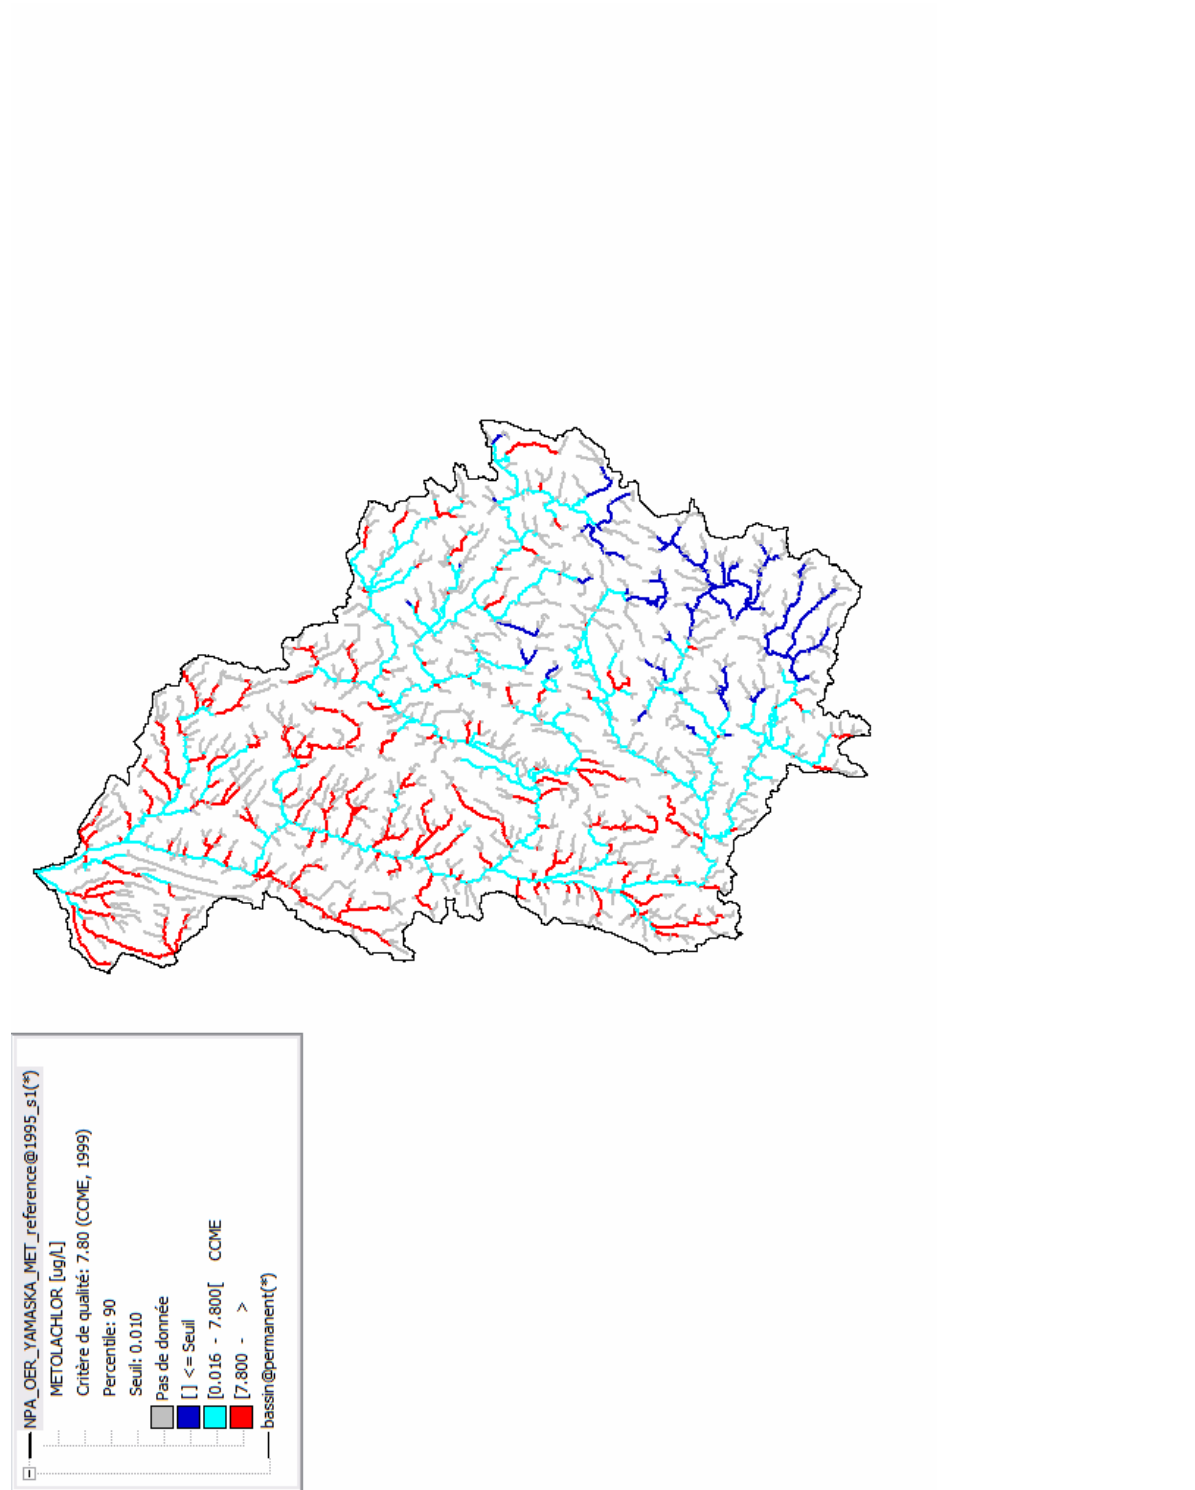 NPA_OER_YAMASKA_MET_reference@1995_s1(*)
METOLACHLOR [ug/L]
Critère de qualité: 7.80 (CCME, 1999)
Percentile: 90
Seuil: 0.010
Pas de donnée
[] <= Seuil
[0.016 - 7.800[ CCME
[7.800 - >
bassin@permanent(*)